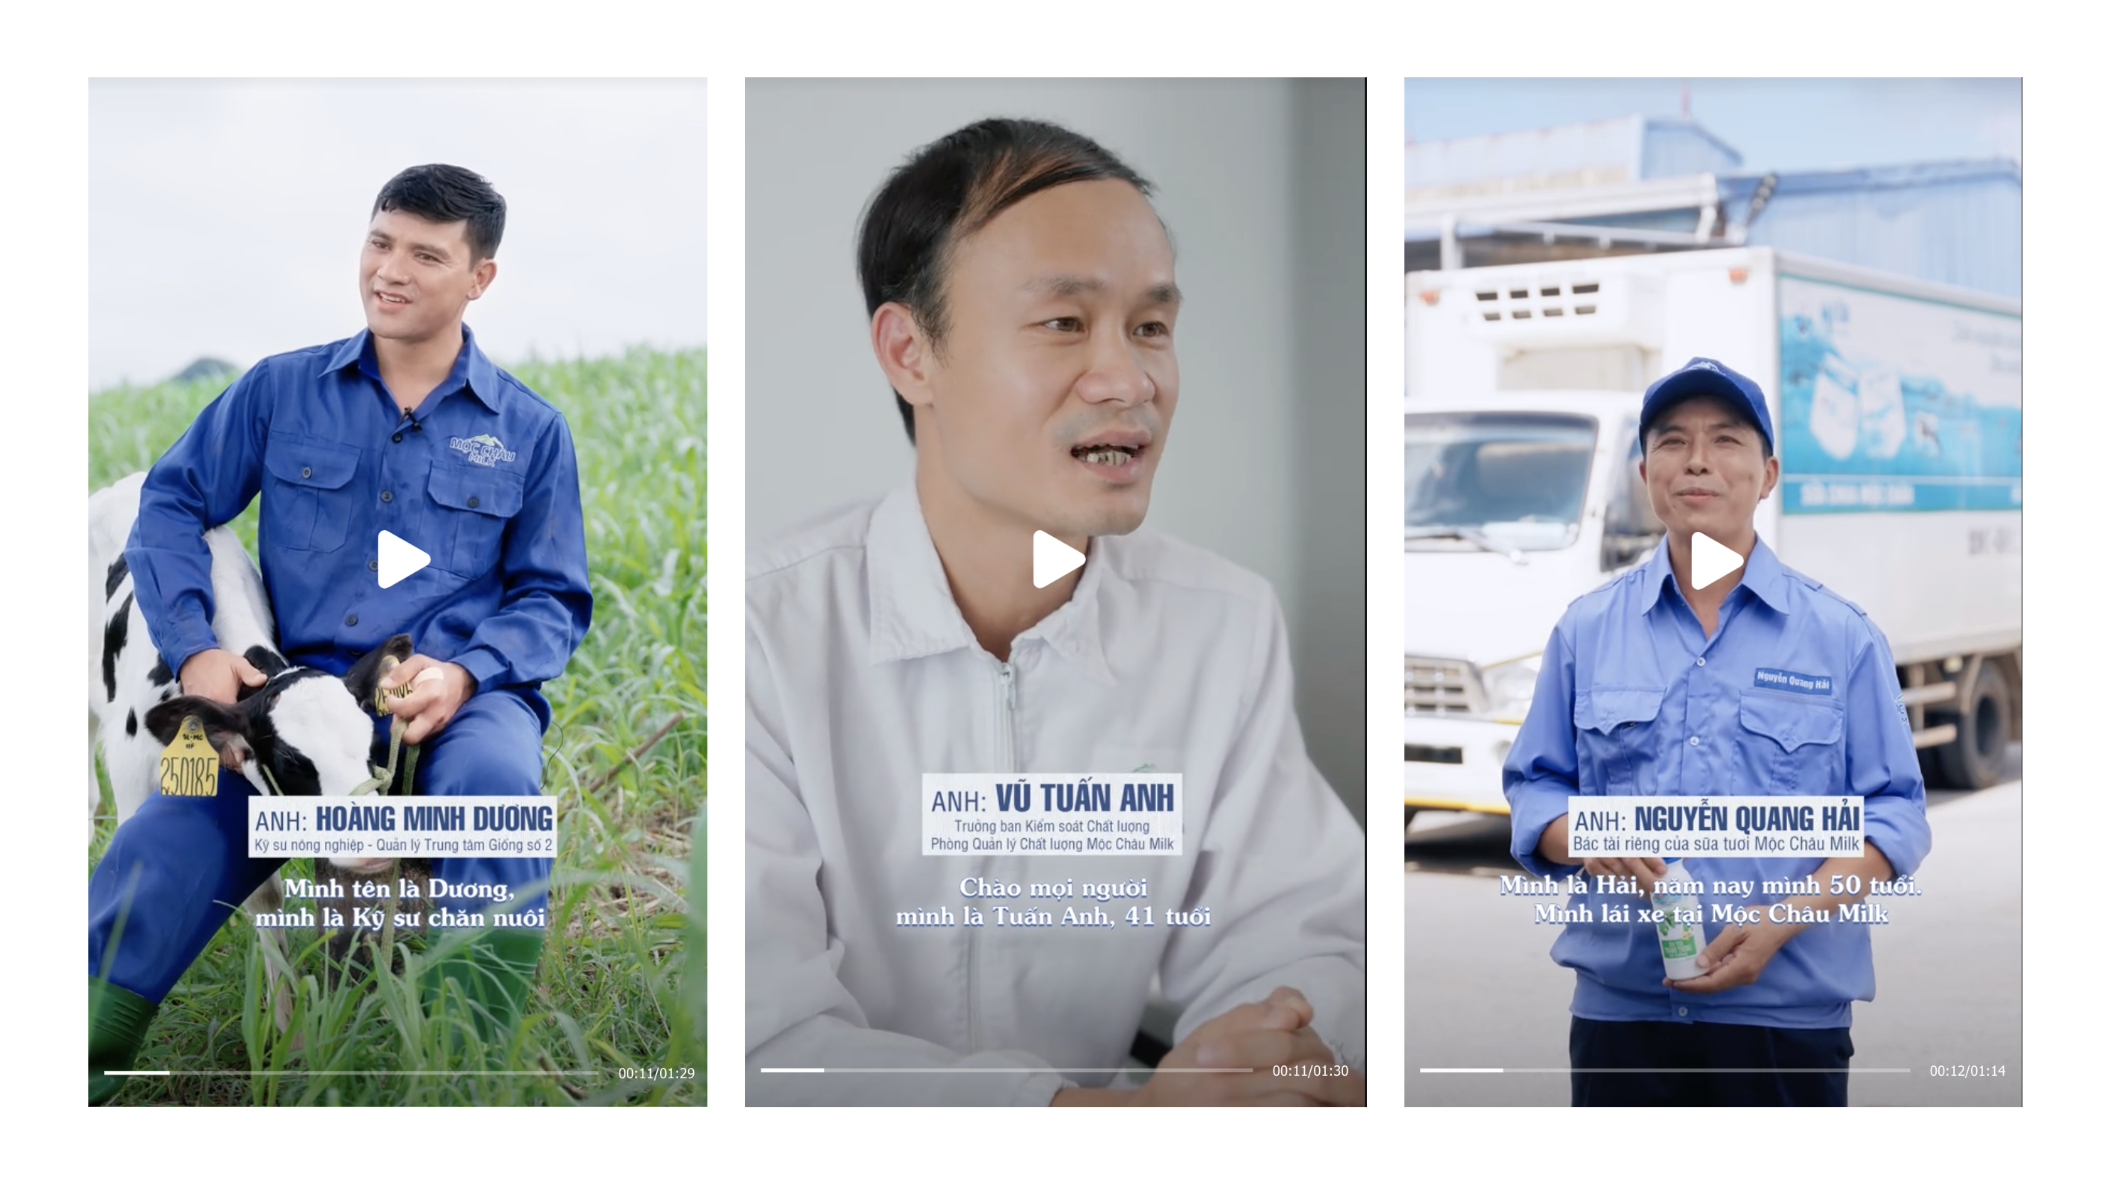 MỘC CHÂU
MILK
SL-MC
HF
250185
ANH: HOÀNG MINH DƯƠNG
Kỹ sư nông nghiệp - Quản lý Trung tâm Giống số 2
Mình tên là Dương,
mình là Kỹ sư chăn nuôi
00:11/01:29
ANH: VŨ TUẤN ANH
Trưởng ban Kiểm soát Chất lượng
Phòng Quản lý Chất lượng Mộc Châu Milk
Chào mọi người
mình là Tuấn Anh, 41 tuổi
00:11/01:30
Nguyễn Quang Hải
ANH: NGUYỄN QUANG HẢI
Bác tài riêng của sữa tươi Mộc Châu Milk
Mình là Hải, năm nay mình 50 tuổi.
Mình lái xe tại Mộc Châu Milk
00:12/01:14